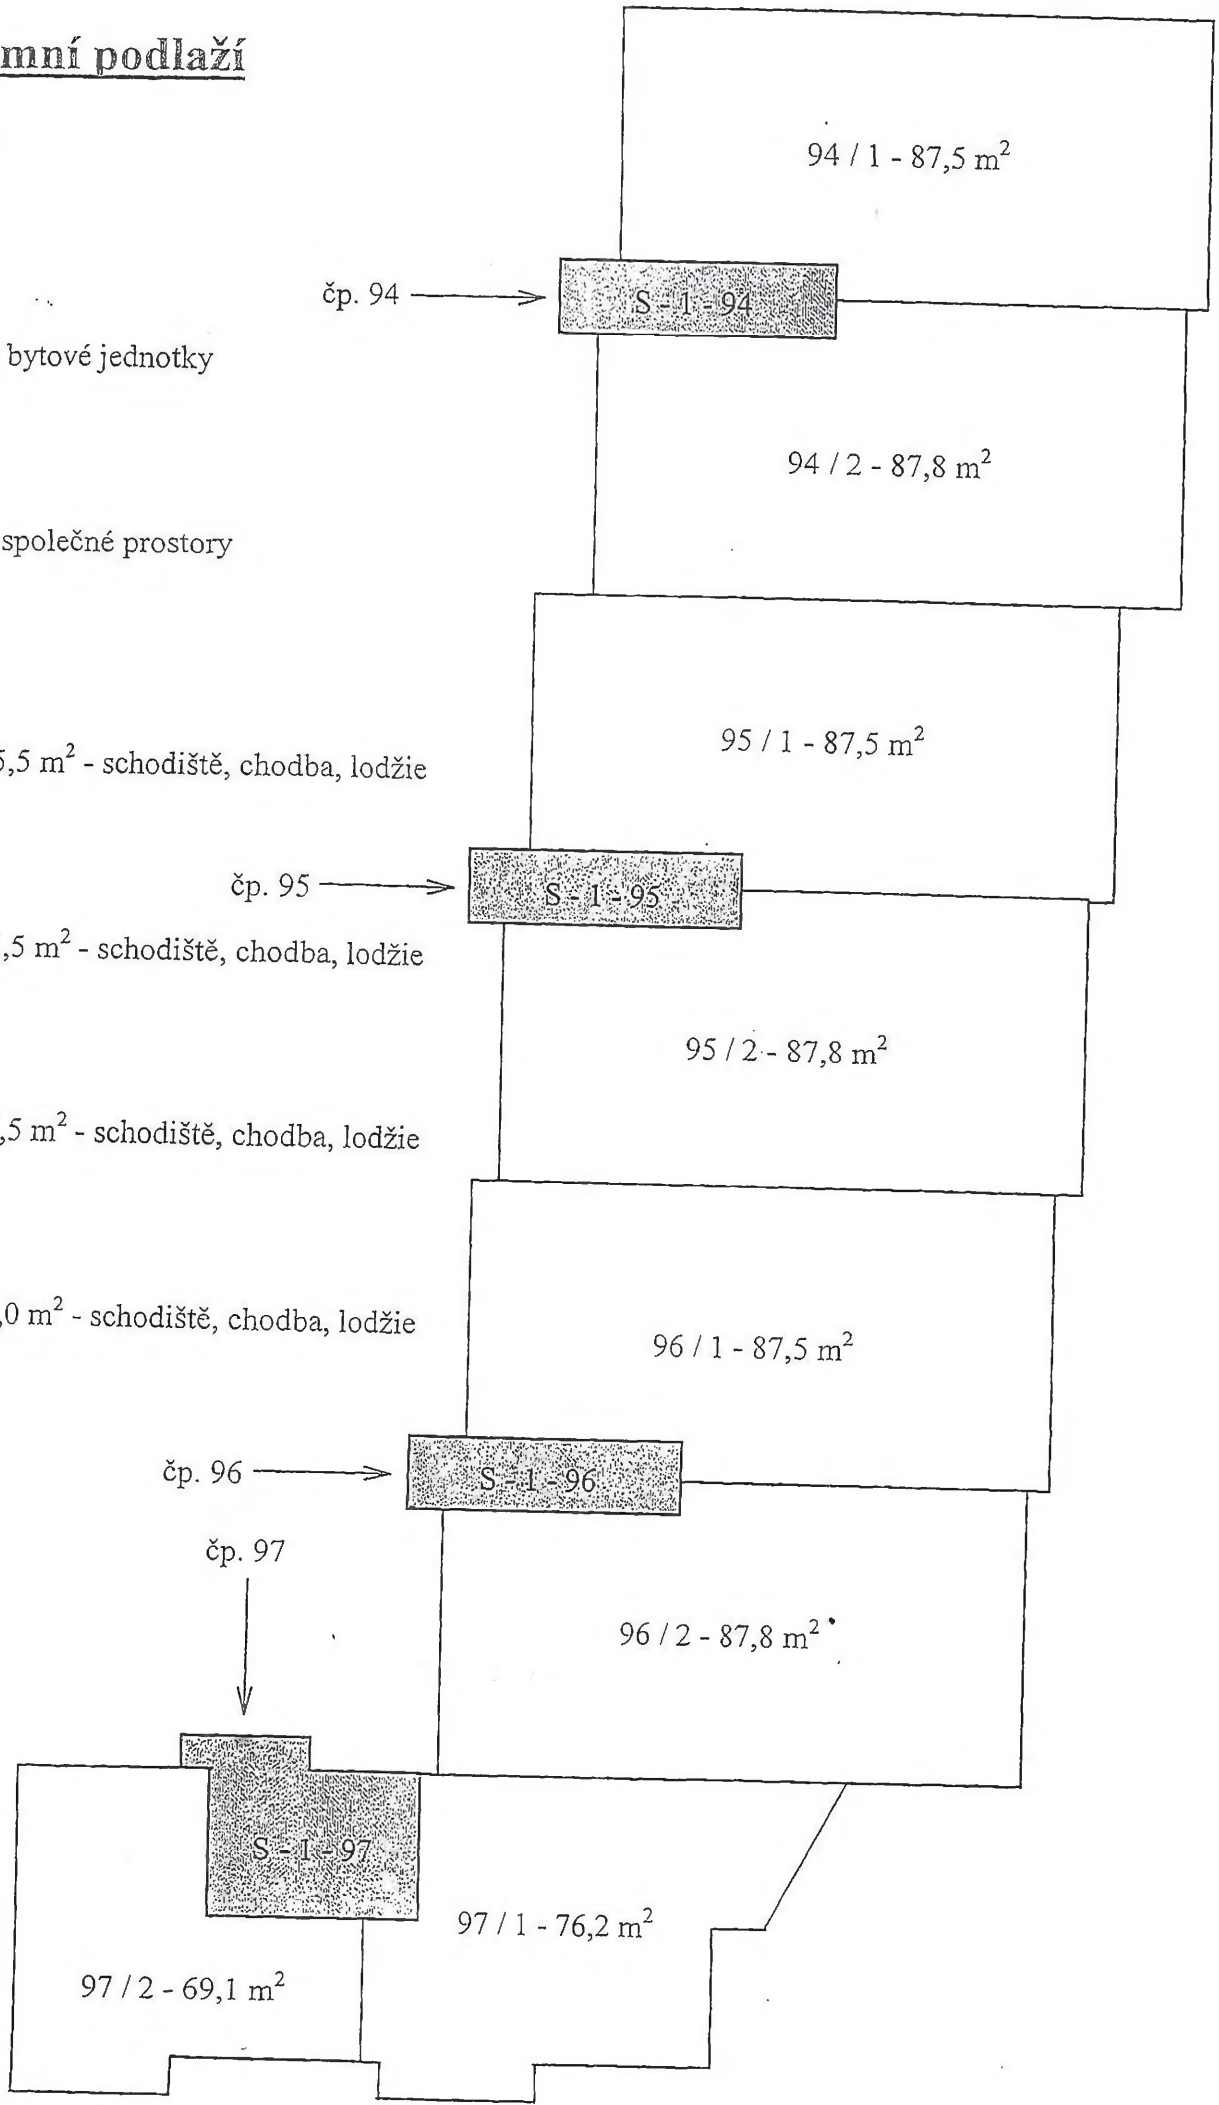 mní podlaží
94 / 1 - 87,5 m²
čp. 94
S - 1 - 94
bytové jednotky
94 / 2 - 87,8 m²
společné prostory
95 / 1 - 87,5 m²
5,5 m² - schodiště, chodba, lodžie
čp. 95
S - 1 - 95
,5 m² - schodiště, chodba, lodžie
95 / 2 - 87,8 m²
,5 m² - schodiště, chodba, lodžie
,0 m² - schodiště, chodba, lodžie
96 / 1 - 87,5 m²
čp. 96
S - 1 - 96
čp. 97
96 / 2 - 87,8 m²
S - 1 - 97
97 / 1 - 76,2 m²
97 / 2 - 69,1 m²